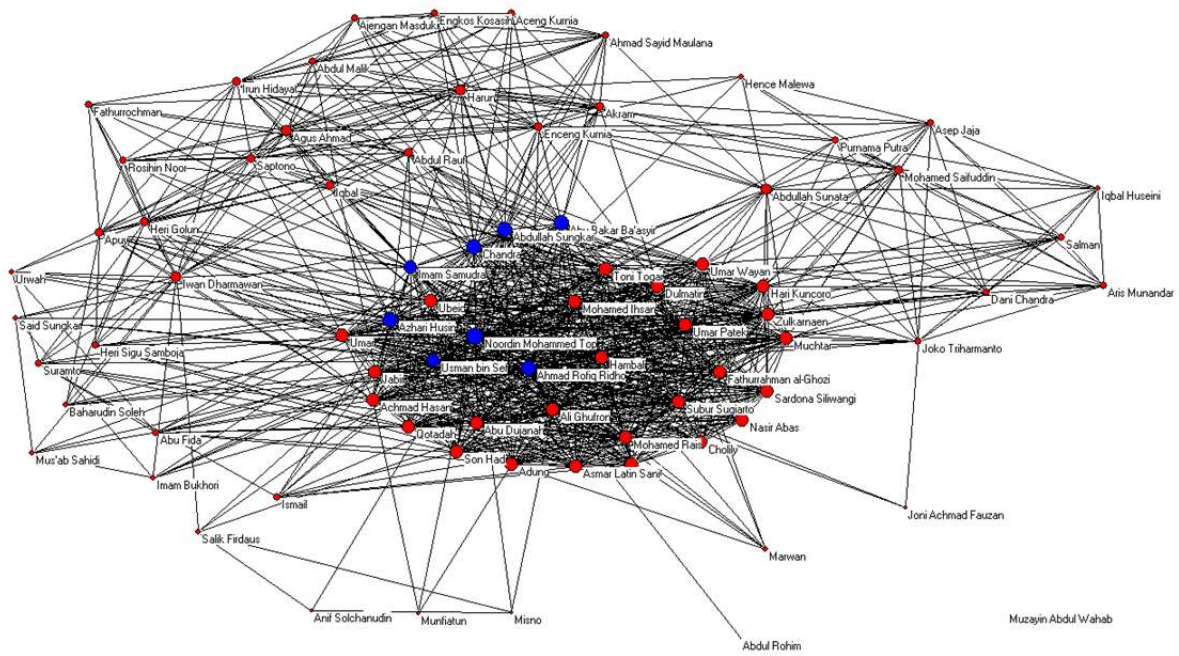 Ajengan Masduki
Engkos Kosasih
Aceng Kurnia
Ahmad Sayid Maulana
Abdul Malik
Hence Malewa
Irun Hidayat
Harun
Fathurrochman
Akram
Asep Jaja
Enceng Kurnia
Agus Ahmad
Purnama Putra
Rosihin Noor
Saptono
Abdul Rauf
Mohamed Saifuddin
Iqbal
Abdullah Sunata
Iqbal Huseini
Heri Golun
Abu Bakar Ba'asyir
Apuy
Abdullah Sungkar
Salman
Chandra
Urwah
Iwan Dharmawan
Imam Samudra
Toni Togar
Umar Wayan
Aris Munandar
Dulmatin
Hari Kuncoro
Dani Chandra
Ubeid
Mohamed Ihsan
Said Sungkar
Azhari Husin
Zulkarnaen
Umar
Noordin Mohammed Top
Umar Patek
Muchtar
Heri Sigu Samboja
Joko Triharmanto
Suramto
Usman bin Sef
Hambali
Jabir
Ahmad Rofiq Ridho
Fathurrahman al-Ghozi
Achmad Hasan
Sardona Siliwangi
Baharudin Soleh
Subur Sugiarto
Ali Ghufron
Qotadah
Abu Dujanah
Nasir Abas
Abu Fida
Mohamed Rais
Cholily
Mus'ab Sahidi
Son Hadi
Adung
Asmar Latin Sani
Imam Bukhori
Ismail
Joni Achmad Fauzan
Salik Firdaus
Marwan
Anif Solchanudin
Munfiatun
Misno
Muzayin Abdul Wahab
Abdul Rohim